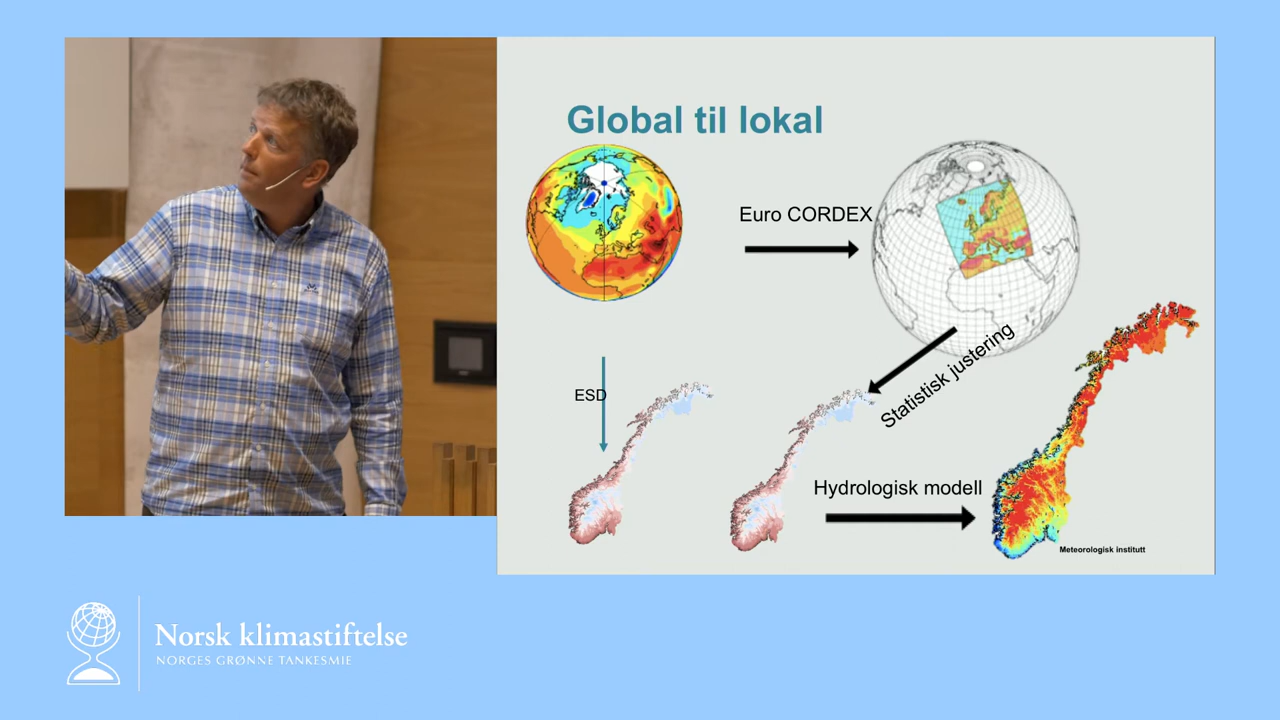 Global til lokal
Euro CORDEX
Statistisk justering
ESD
Hydrologisk modell
Meteorologisk institutt
Norsk klimastiftelse
NORGES GRØNNE TANKESMIE